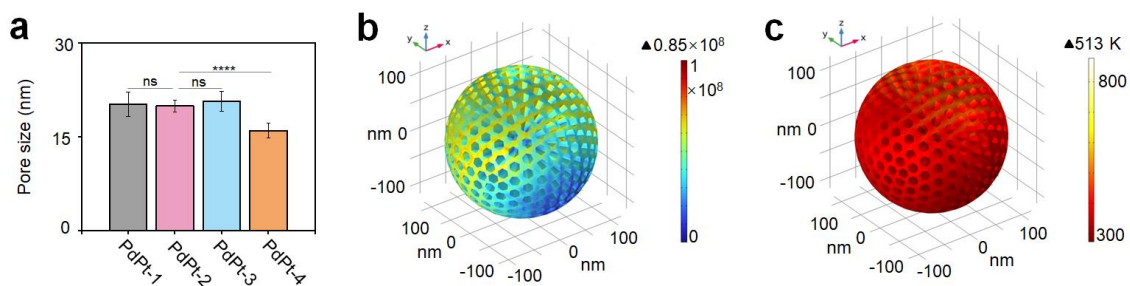 a
30
15
0
Pore size (nm)
ns
ns
****
PdPt-1
PdPt-2
PdPt-3
PdPt-4
b
z
y
x
▲0.85×10⁸
1
×10⁸
0
100
nm 0
-100
100
nm
0
-100
-100
0
100
nm
c
z
y
x
▲513 K
800
300
100
nm 0
-100
100
nm
0
-100
-100
0
100
nm